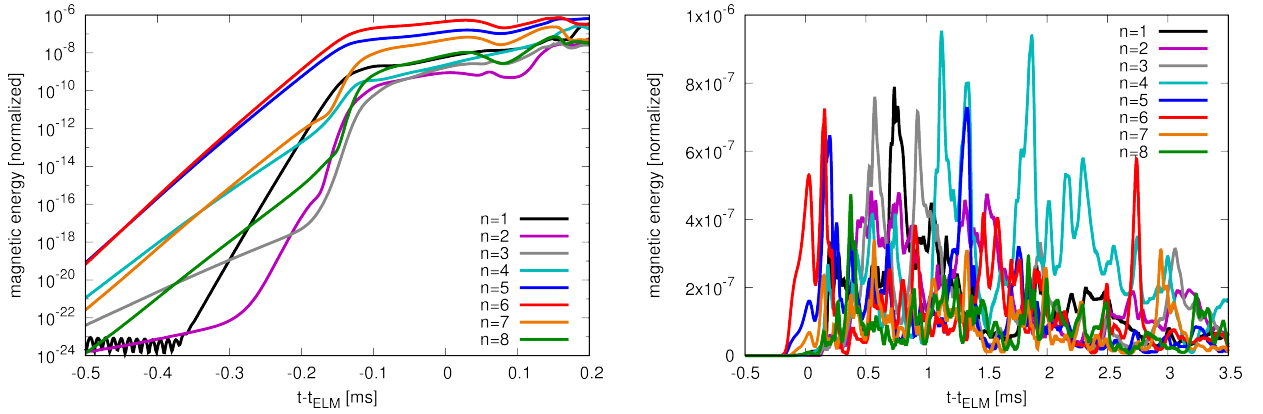 magnetic energy [normalized]
10^-6
10^-8
10^-10
10^-12
10^-14
10^-16
10^-18
10^-20
10^-22
10^-24
-0.5 -0.4 -0.3 -0.2 -0.1 0 0.1 0.2
t-t_ELM [ms]
n=1
n=2
n=3
n=4
n=5
n=6
n=7
n=8
magnetic energy [normalized]
1x10^-6
8x10^-7
6x10^-7
4x10^-7
2x10^-7
0
-0.5 0 0.5 1 1.5 2 2.5 3 3.5
t-t_ELM [ms]
n=1
n=2
n=3
n=4
n=5
n=6
n=7
n=8